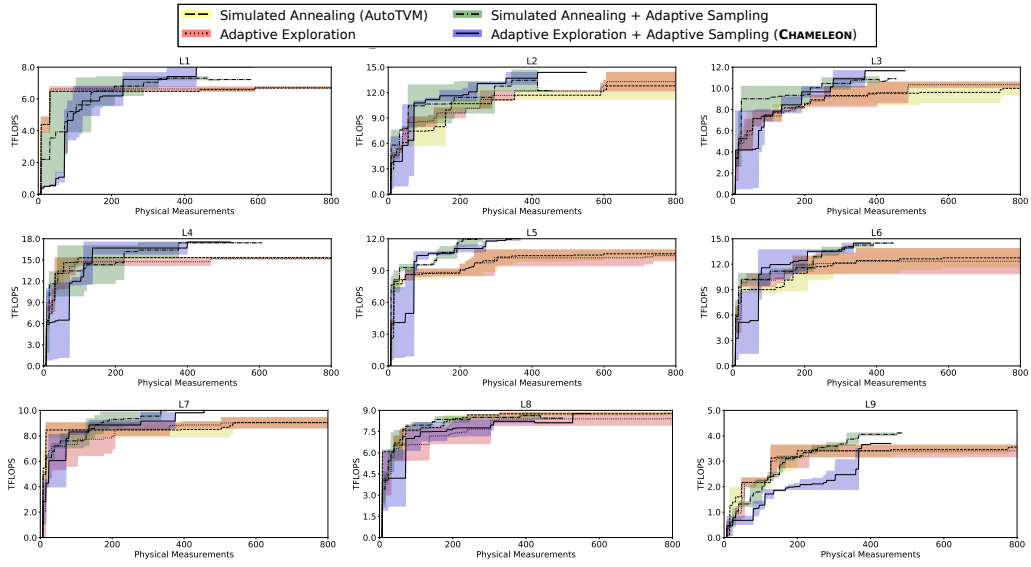 Simulated Annealing (AutoTVM)
Adaptive Exploration
Simulated Annealing + Adaptive Sampling
Adaptive Exploration + Adaptive Sampling (CHAMELEON)
L1
8.0
6.0
4.0
2.0
0.0
TFLOPS
0 200 400 600 800
Physical Measurements
L2
15.0
12.0
9.0
6.0
3.0
0.0
TFLOPS
0 200 400 600 800
Physical Measurements
L3
12.0
10.0
8.0
6.0
4.0
2.0
0.0
TFLOPS
0 200 400 600 800
Physical Measurements
L4
18.0
15.0
12.0
9.0
6.0
3.0
0.0
TFLOPS
0 200 400 600 800
Physical Measurements
L5
12.0
9.0
6.0
3.0
0.0
TFLOPS
0 200 400 600 800
Physical Measurements
L6
15.0
12.0
9.0
6.0
3.0
0.0
TFLOPS
0 200 400 600 800
Physical Measurements
L7
10.0
8.0
6.0
4.0
2.0
0.0
TFLOPS
0 200 400 600 800
Physical Measurements
L8
9.0
7.5
6.0
4.5
3.0
1.5
0.0
TFLOPS
0 200 400 600 800
Physical Measurements
L9
5.0
4.0
3.0
2.0
1.0
0.0
TFLOPS
0 200 400 600 800
Physical Measurements